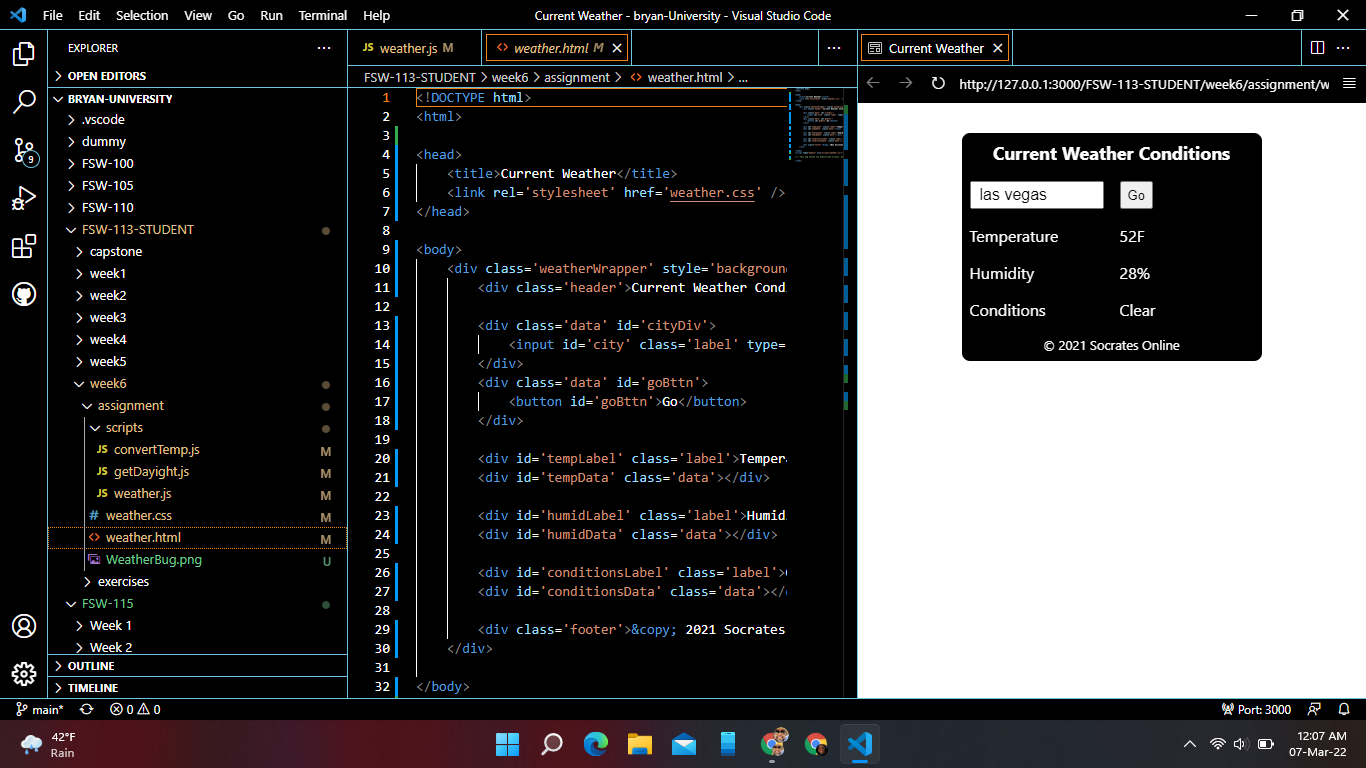 File Edit Selection View Go Run Terminal Help Current Weather - bryan-University - Visual Studio Code
EXPLORER
OPEN EDITORS
BRYAN-UNIVERSITY
.vscode
dummy
FSW-100
FSW-105
FSW-110
FSW-113-STUDENT
capstone
week1
week2
week3
week4
week5
week6
assignment
scripts
JS convertTemp.js M
JS getDayight.js M
JS weather.js M
# weather.css M
<> weather.html M
WeatherBug.png U
exercises
FSW-115
Week 1
Week 2
OUTLINE
TIMELINE
9
JS weather.js M <> weather.html M
FSW-113-STUDENT > week6 > assignment > <> weather.html > ...
1 <!DOCTYPE html>
2 <html>
3
4 <head>
5 <title>Current Weather</title>
6 <link rel='stylesheet' href='weather.css' />
7 </head>
8
9 <body>
10 <div class='weatherWrapper' style='background
11 <div class='header'>Current Weather Cond
12
13 <div class='data' id='cityDiv'>
14 <input id='city' class='label' type=
15 </div>
16 <div class='data' id='goBttn'>
17 <button id='goBttn'>Go</button>
18 </div>
19
20 <div id='tempLabel' class='label'>Temper
21 <div id='tempData' class='data'></div>
22
23 <div id='humidLabel' class='label'>Humid
24 <div id='humidData' class='data'></div>
25
26 <div id='conditionsLabel' class='label'>
27 <div id='conditionsData' class='data'></
28
29 <div class='footer'>&copy; 2021 Socrates
30 </div>
31
32 </body>
Current Weather
http://127.0.0.1:3000/FSW-113-STUDENT/week6/assignment/w
Current Weather Conditions
las vegas Go
Temperature 52F
Humidity 28%
Conditions Clear
© 2021 Socrates Online
main* 0 0 Port: 3000
42°F
Rain
12:07 AM
07-Mar-22